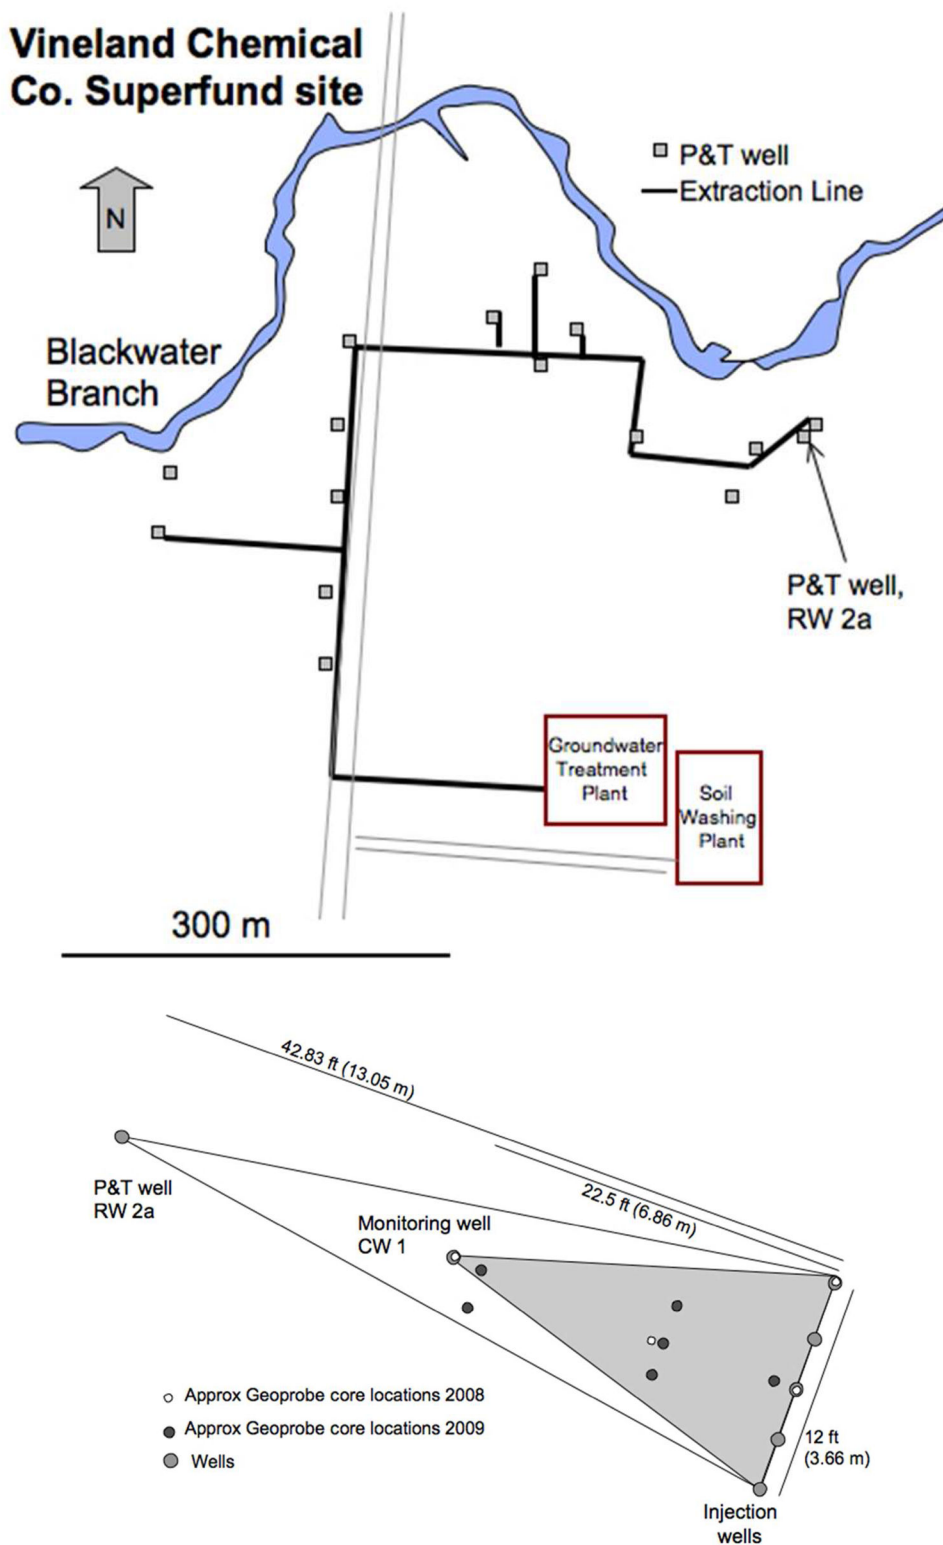 Vineland Chemical
Co. Superfund site
N
P&T well
Extraction Line
Blackwater
Branch
P&T well,
RW 2a
Groundwater
Treatment
Plant
Soil
Washing
Plant
300 m
42.83 ft (13.05 m)
22.5 ft (6.86 m)
P&T well
RW 2a
Monitoring well
CW 1
Approx Geoprobe core locations 2008
Approx Geoprobe core locations 2009
Wells
12 ft
(3.66 m)
Injection
wells